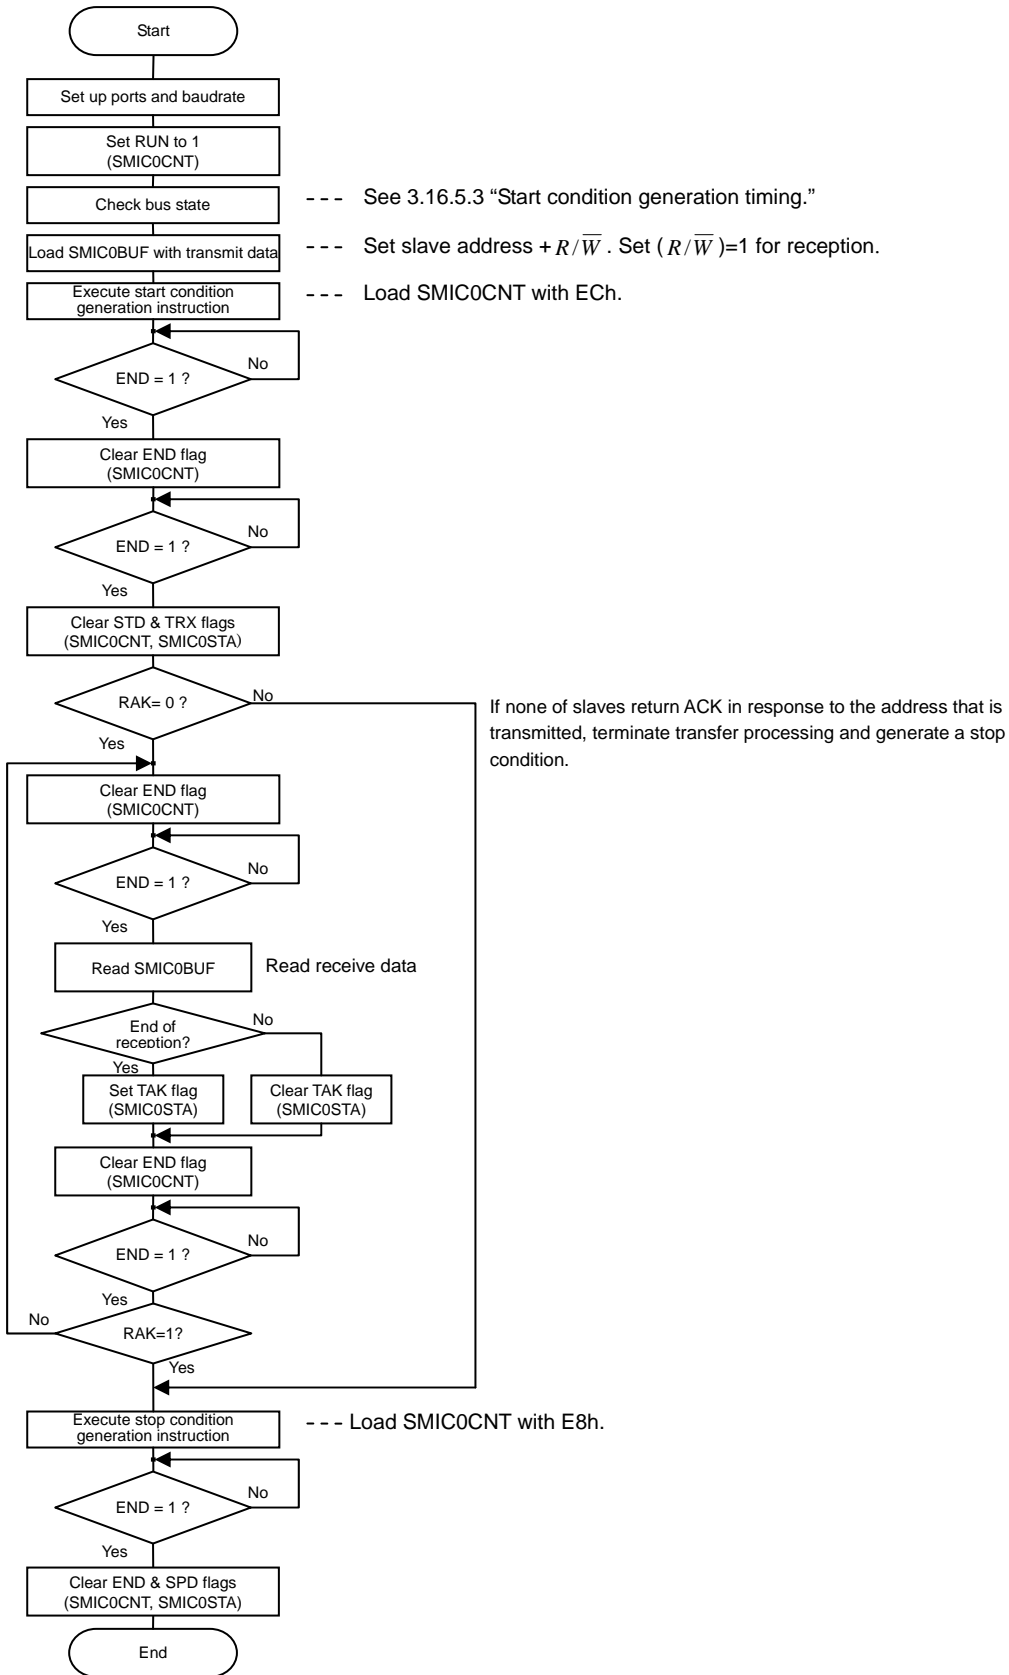 Start
Set up ports and baudrate
Set RUN to 1
(SMIC0CNT)
Check bus state
--- See 3.16.5.3 “Start condition generation timing.”
Load SMIC0BUF with transmit data
--- Set slave address + R/W̅ . Set ( R/W̅ )=1 for reception.
Execute start condition
generation instruction
--- Load SMIC0CNT with ECh.
No
END = 1 ?
Yes
Clear END flag
(SMIC0CNT)
No
END = 1 ?
Yes
Clear STD & TRX flags
(SMIC0CNT, SMIC0STA)
No
RAK= 0 ?
If none of slaves return ACK in response to the address that is
transmitted, terminate transfer processing and generate a stop
condition.
Yes
Clear END flag
(SMIC0CNT)
No
END = 1 ?
Yes
Read SMIC0BUF
Read receive data
No
End of
reception?
Yes
Set TAK flag
(SMIC0STA)
Clear TAK flag
(SMIC0STA)
Clear END flag
(SMIC0CNT)
No
END = 1 ?
Yes
No
RAK=1?
Yes
Execute stop condition
generation instruction
--- Load SMIC0CNT with E8h.
No
END = 1 ?
Yes
Clear END & SPD flags
(SMIC0CNT, SMIC0STA)
End